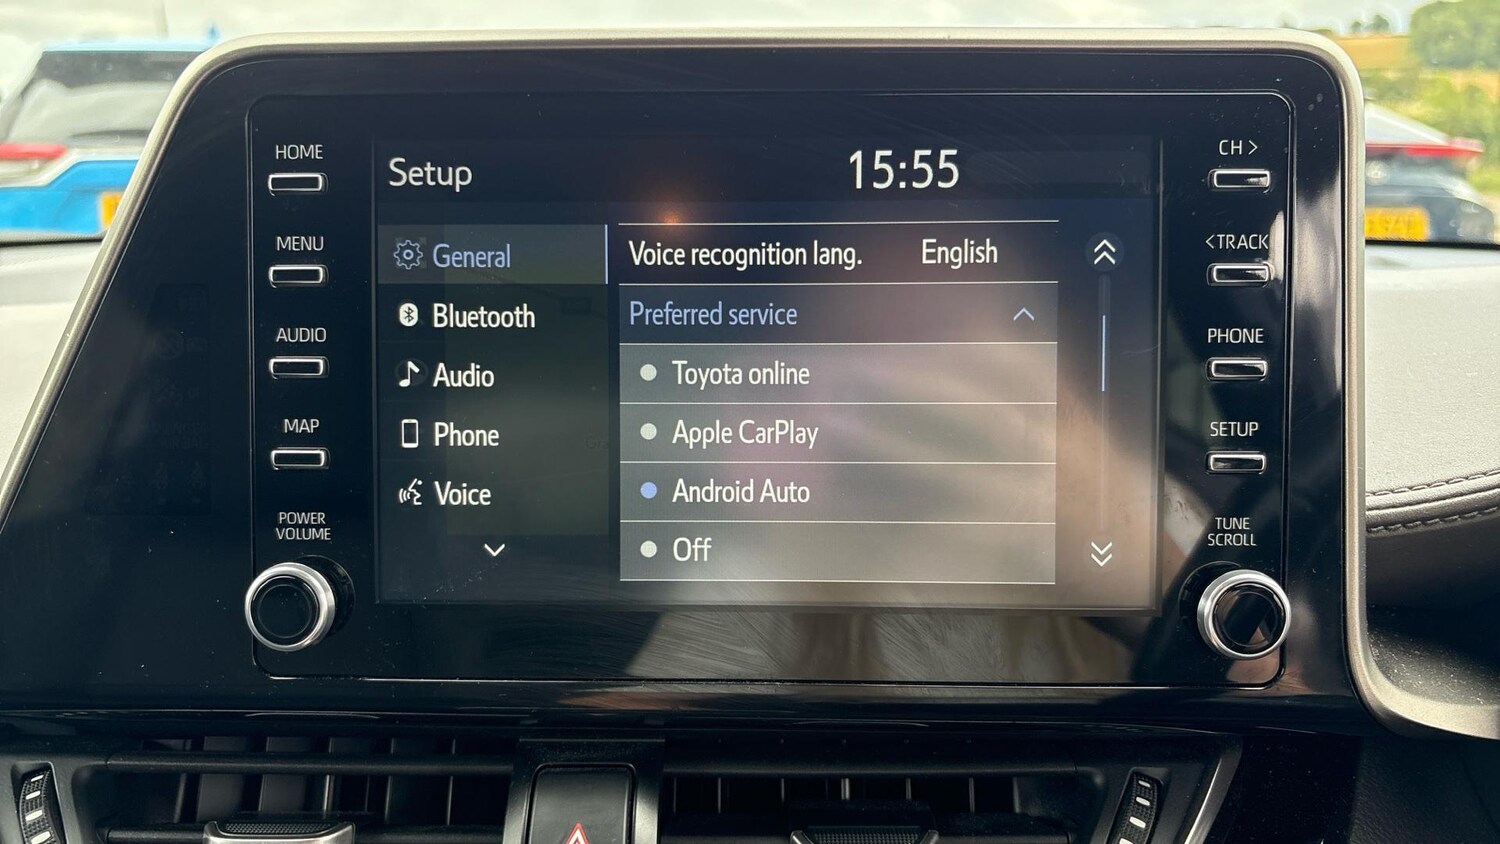 HOME
MENU
AUDIO
MAP
POWER
VOLUME
Setup
15:55
General
Bluetooth
Audio
Phone
Voice
Voice recognition lang. English
Preferred service
Toyota online
Apple CarPlay
Android Auto
Off
CH >
<TRACK
PHONE
SETUP
TUNE
SCROLL